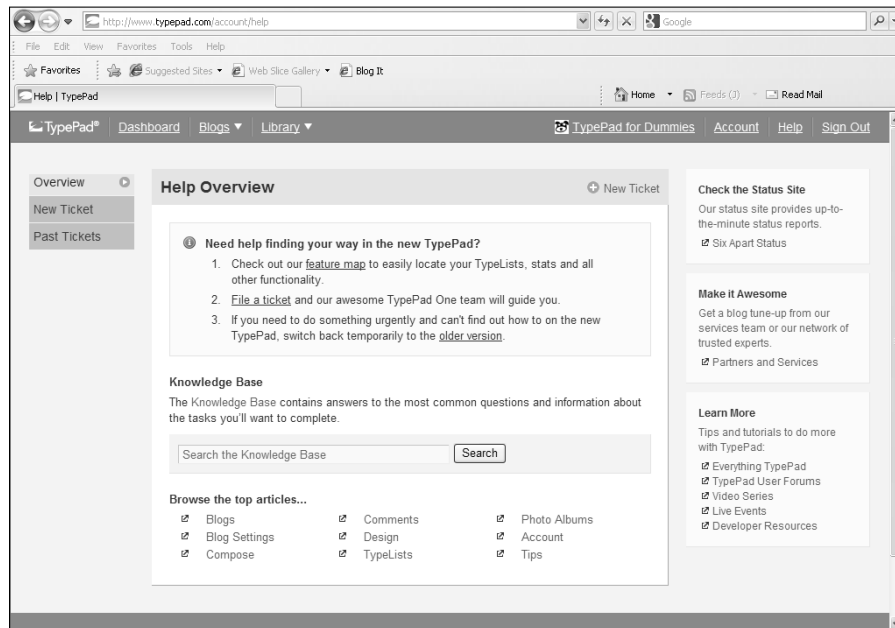 http://www.typepad.com/account/help
Google
File Edit View Favorites Tools Help
Favorites Suggested Sites Web Slice Gallery Blog It
Help | TypePad
Home Feeds (J) Read Mail
TypePad® Dashboard Blogs Library TypePad for Dummies Account Help Sign Out
Overview
New Ticket
Past Tickets
Help Overview
New Ticket
Need help finding your way in the new TypePad?
1. Check out our feature map to easily locate your TypeLists, stats and all
other functionality.
2. File a ticket and our awesome TypePad One team will guide you.
3. If you need to do something urgently and can't find out how to on the new
TypePad, switch back temporarily to the older version.
Knowledge Base
The Knowledge Base contains answers to the most common questions and information about
the tasks you'll want to complete.
Search the Knowledge Base Search
Browse the top articles...
Blogs Comments Photo Albums
Blog Settings Design Account
Compose TypeLists Tips
Check the Status Site
Our status site provides up-to-
the-minute status reports.
Six Apart Status
Make it Awesome
Get a blog tune-up from our
services team or our network of
trusted experts.
Partners and Services
Learn More
Tips and tutorials to do more
with TypePad:
Everything TypePad
TypePad User Forums
Video Series
Live Events
Developer Resources